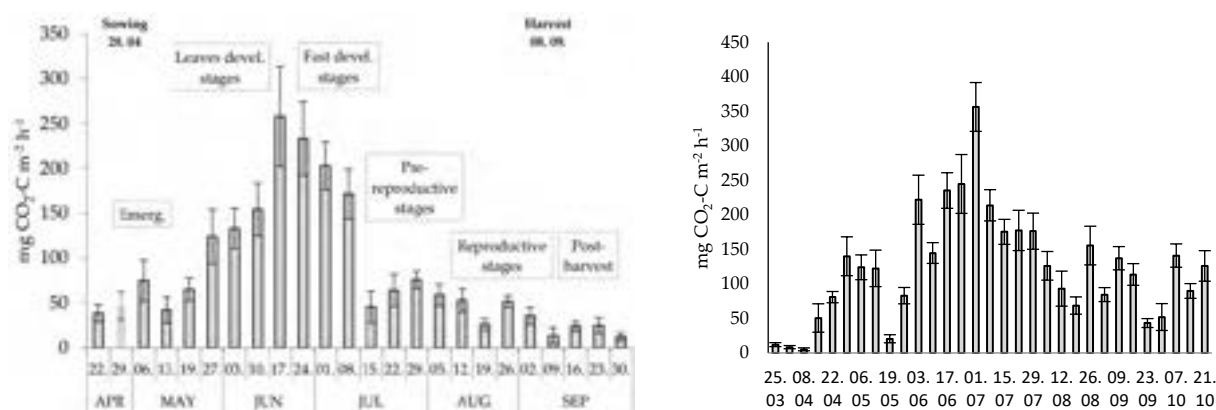 Sowing
Harvest
08. 09.
350
300
250
200
150
100
50
0
mg CO₂-C m⁻² h⁻¹
Leaves devel.
stages
Fast devel.
stages
Pre-
reproductive
stages
Emerg.
Reproductive
stages
Post-
harvest
22. 29. 06. 13. 19. 27 03. 10. 17. 24 01. 08. 15. 22. 29. 05. 12. 19. 26. 02. 09. 16. 23. 30.
APR MAY JUN JUL AUG SEP
450
400
350
300
250
200
150
100
50
0
mg CO₂-C m⁻² h⁻¹
25. 08. 22. 06. 19. 03. 17. 01. 15. 29. 12. 26. 09. 23. 07. 21.
03 04 04 05 05 06 06 07 07 07 08 08 09 09 10 10